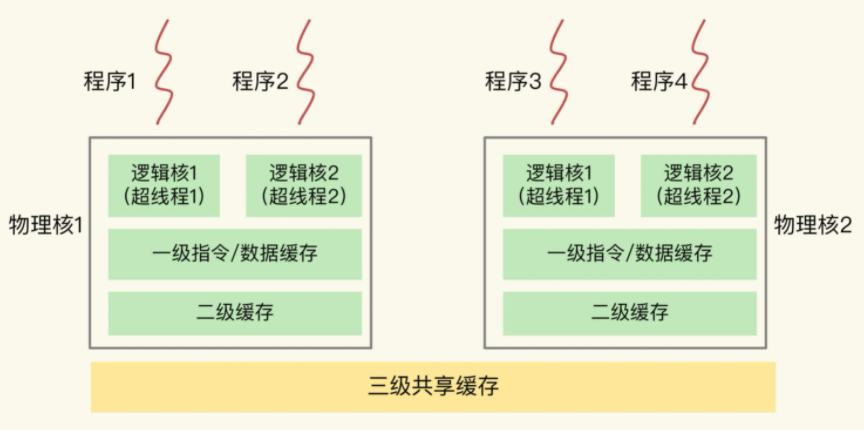 程序1
程序2
程序3
程序4
物理核1
逻辑核1
(超线程1)
逻辑核2
(超线程2)
一级指令/数据缓存
二级缓存
逻辑核1
(超线程1)
逻辑核2
(超线程2)
一级指令/数据缓存
二级缓存
物理核2
三级共享缓存